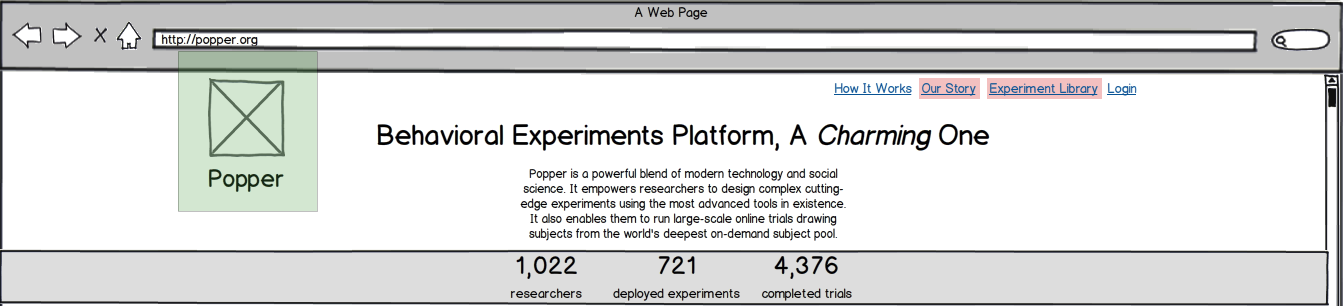 A Web Page
http://popper.org
How It Works Our Story Experiment Library Login
Behavioral Experiments Platform, A Charming One
Popper
Popper is a powerful blend of modern technology and social
science. It empowers researchers to design complex cutting-
edge experiments using the most advanced tools in existence.
It also enables them to run large-scale online trials drawing
subjects from the world's deepest on-demand subject pool.
1,022 721 4,376
researchers deployed experiments completed trials